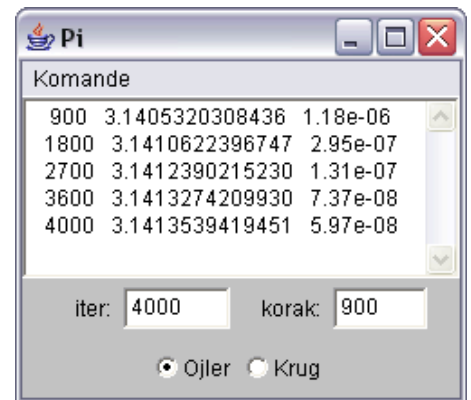 Pi
Komande
900 3.1405320308436 1.18e-06
1800 3.1410622396747 2.95e-07
2700 3.1412390215230 1.31e-07
3600 3.1413274209930 7.37e-08
4000 3.1413539419451 5.97e-08
iter: 4000 korak: 900
Ojler Krug